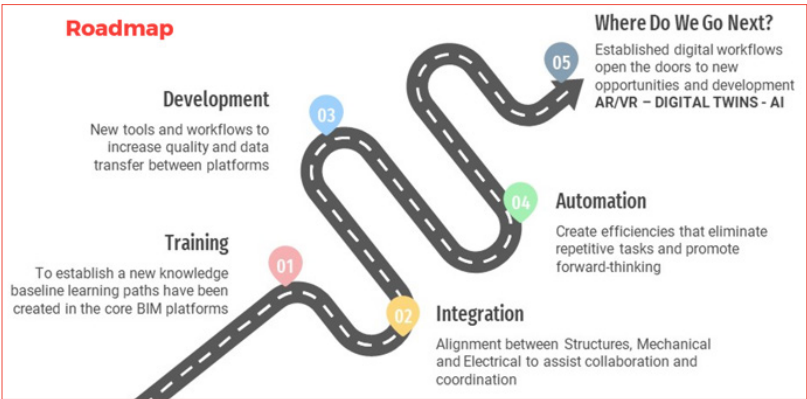 Roadmap
01
Training
To establish a new knowledge
baseline learning paths have been
created in the core BIM platforms
02
Integration
Alignment between Structures, Mechanical
and Electrical to assist collaboration and
coordination
03
Development
New tools and workflows to
increase quality and data
transfer between platforms
04
Automation
Create efficiencies that eliminate
repetitive tasks and promote
forward-thinking
05
Where Do We Go Next?
Established digital workflows
open the doors to new
opportunities and development
AR/VR – DIGITAL TWINS - AI